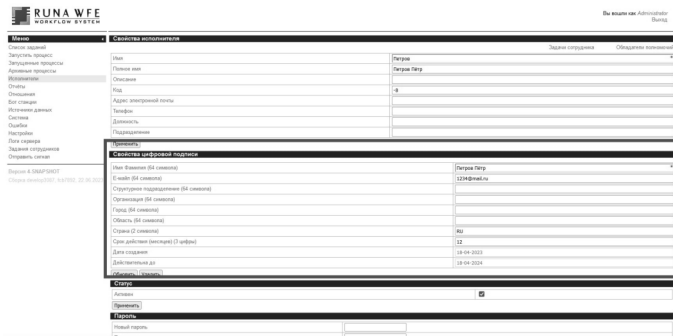 RUNA WFE
WORKFLOW SYSTEM
Вы вошли как Administrator
Выход
Меню
Список заданий
Запустить процесс
Запущенные процессы
Архивные процессы
Исполнители
Отчёты
Отношения
Бот станции
Источники данных
Система
Ошибки
Настройки
Логи сервера
Задания сотрудников
Отправить сигнал
Версия 4.SNAPSHOT
Свойства исполнителя
Задачи сотрудника Обладатели полномочий
Имя Петров *
Полное имя Петров Пётр
Описание
Код -9
Адрес электронной почты
Телефон
Должность
Подразделение
Применить
Свойства цифровой подписи
Имя Фамилия (64 символа) Петров Пётр *
E-майл (64 символа) 1234@mail.ru
Структурное подразделение (64 символа)
Организация (64 символа)
Город (64 символа)
Область (64 символа)
Страна (2 символа) RU
Срок действия (месяцев) (3 цифры) 12
Дата создания 18-04-2023
Действительна до 18-04-2024
Обновить Удалить
Статус
Активен
Применить
Пароль
Новый пароль